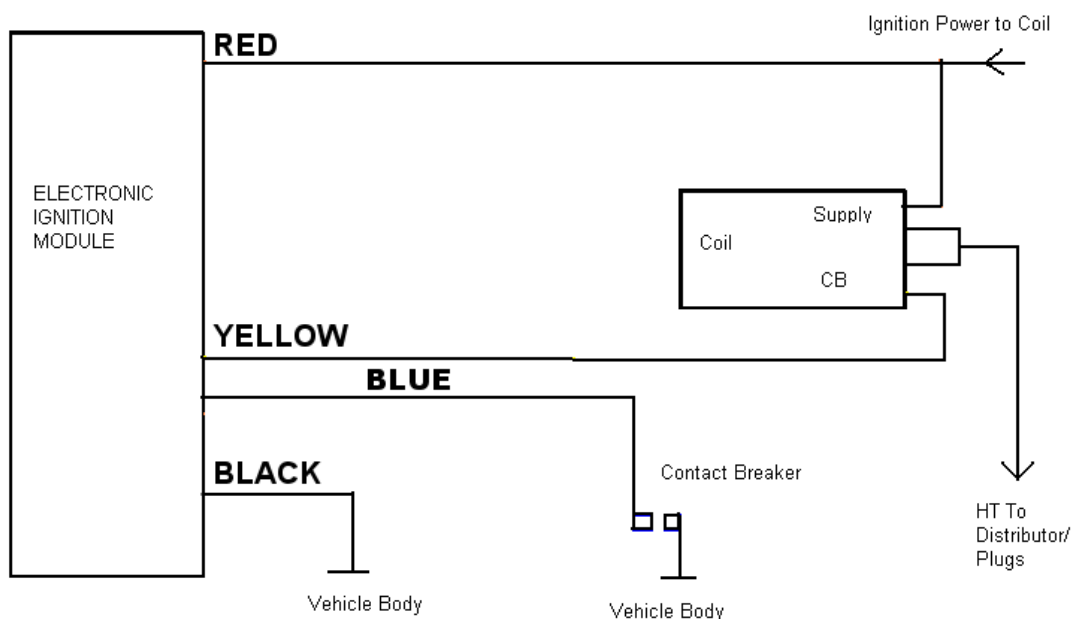 Ignition Power to Coil
RED
ELECTRONIC
IGNITION
MODULE
Supply
Coil
CB
YELLOW
BLUE
BLACK
Contact Breaker
HT To
Distributor/
Plugs
Vehicle Body
Vehicle Body